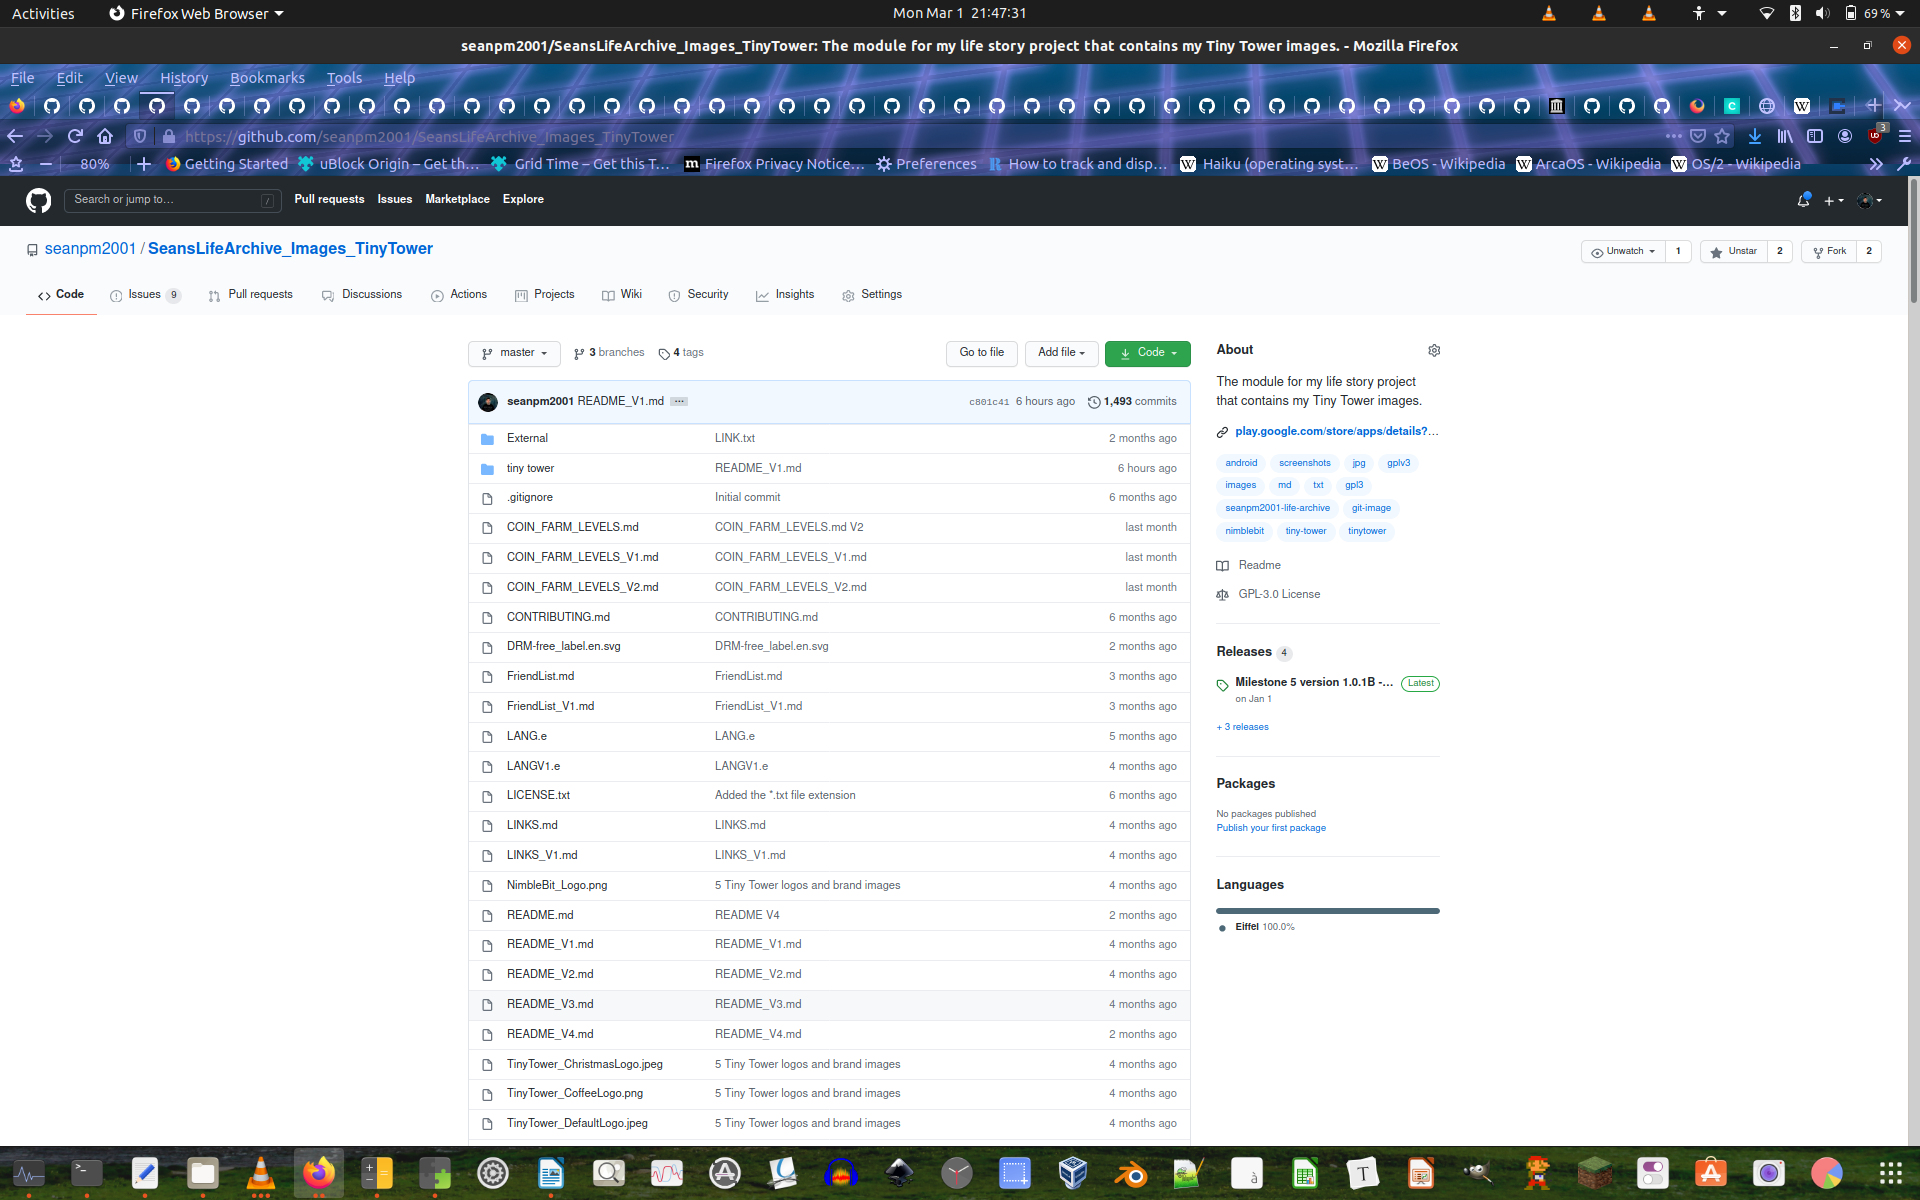 Activities Firefox Web Browser Mon Mar 1 21:47:31 69 %
seanpm2001/SeansLifeArchive_Images_TinyTower: The module for my life story project that contains my Tiny Tower images. - Mozilla Firefox
File Edit View History Bookmarks Tools Help
https://github.com/seanpm2001/SeansLifeArchive_Images_TinyTower 3
80% Getting Started uBlock Origin – Get th… Grid Time – Get this T… Firefox Privacy Notice… Preferences How to track and disp… Haiku (operating syst… BeOS - Wikipedia ArcaOS - Wikipedia OS/2 - Wikipedia
Search or jump to… / Pull requests Issues Marketplace Explore
seanpm2001 / SeansLifeArchive_Images_TinyTower Unwatch 1 Unstar 2 Fork 2
Code Issues 9 Pull requests Discussions Actions Projects Wiki Security Insights Settings
master 3 branches 4 tags Go to file Add file Code
seanpm2001 README_V1.md ... c801c41 6 hours ago 1,493 commits
External LINK.txt 2 months ago
tiny tower README_V1.md 6 hours ago
.gitignore Initial commit 6 months ago
COIN_FARM_LEVELS.md COIN_FARM_LEVELS.md V2 last month
COIN_FARM_LEVELS_V1.md COIN_FARM_LEVELS_V1.md last month
COIN_FARM_LEVELS_V2.md COIN_FARM_LEVELS_V2.md last month
CONTRIBUTING.md CONTRIBUTING.md 6 months ago
DRM-free_label.en.svg DRM-free_label.en.svg 2 months ago
FriendList.md FriendList.md 3 months ago
FriendList_V1.md FriendList_V1.md 3 months ago
LANG.e LANG.e 5 months ago
LANGV1.e LANGV1.e 4 months ago
LICENSE.txt Added the *.txt file extension 6 months ago
LINKS.md LINKS.md 4 months ago
LINKS_V1.md LINKS_V1.md 4 months ago
NimbleBit_Logo.png 5 Tiny Tower logos and brand images 4 months ago
README.md README V4 2 months ago
README_V1.md README_V1.md 4 months ago
README_V2.md README_V2.md 4 months ago
README_V3.md README_V3.md 4 months ago
README_V4.md README_V4.md 2 months ago
TinyTower_ChristmasLogo.jpeg 5 Tiny Tower logos and brand images 4 months ago
TinyTower_CoffeeLogo.png 5 Tiny Tower logos and brand images 4 months ago
TinyTower_DefaultLogo.jpeg 5 Tiny Tower logos and brand images 4 months ago
About
The module for my life story project
that contains my Tiny Tower images.
play.google.com/store/apps/details?…
android screenshots jpg gplv3
images md txt gpl3
seanpm2001-life-archive git-image
nimblebit tiny-tower tinytower
Readme
GPL-3.0 License
Releases 4
Milestone 5 version 1.0.1B -… Latest
on Jan 1
+ 3 releases
Packages
No packages published
Publish your first package
Languages
Eiffel 100.0%